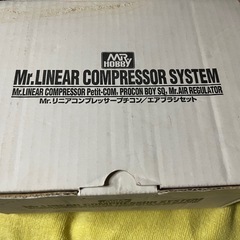 MR
HOBBY
Mr.LINEAR COMPRESSOR SYSTEM
Mr.LINEAR COMPRESSOR Petit-COM, PROCON BOY SQ, Mr.AIR REGULATOR
Mr.リニアコンプレッサープチコン/エアブラシセット